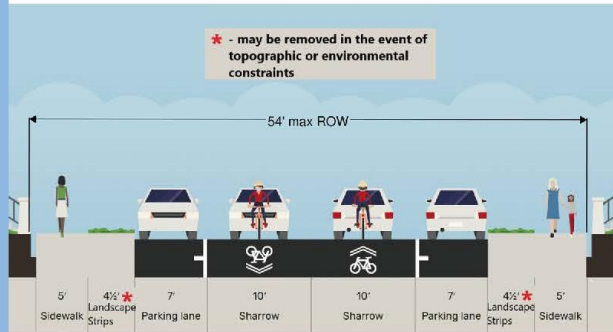 * - may be removed in the event of
topographic or environmental
constraints
54' max ROW
5' 4½' * 7' 10' 10' 7' 4½' * 5'
Sidewalk Landscape Strips Parking lane Sharrow Sharrow Parking lane Landscape Strips Sidewalk